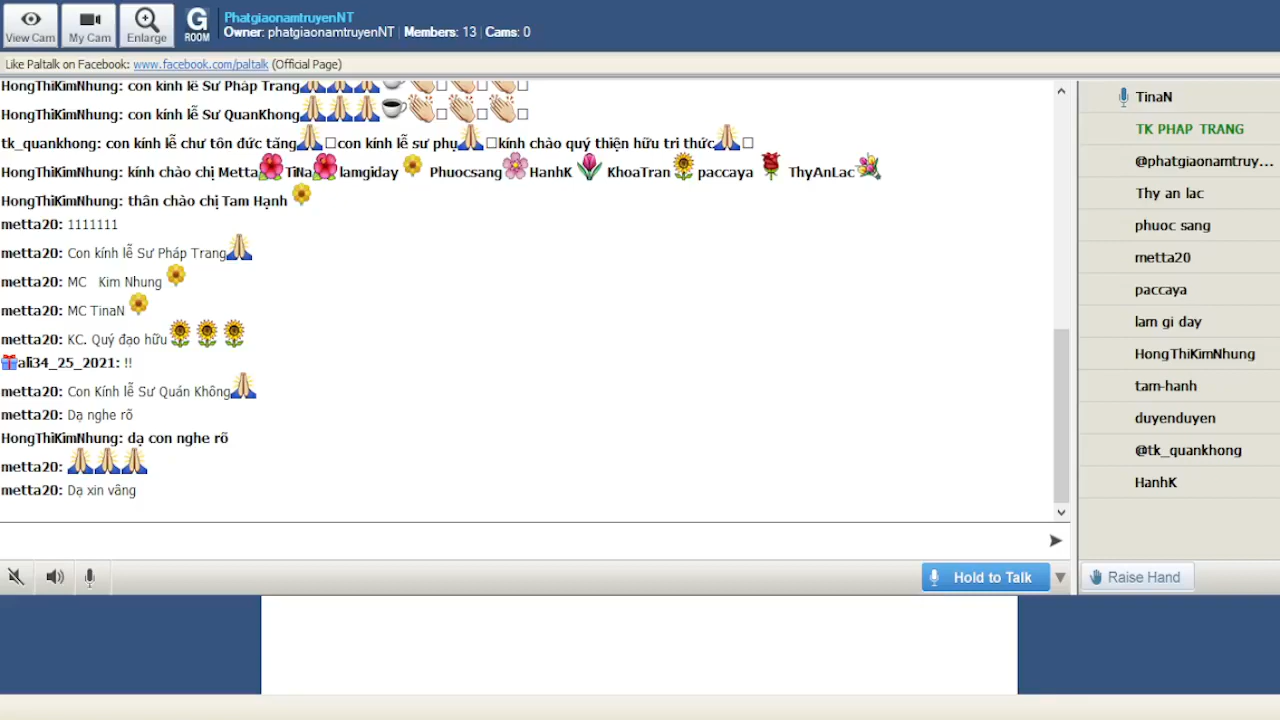 View Cam
My Cam
Enlarge
G
ROOM
PhatgiaonamtruyenNT
Owner: phatgiaonamtruyenNT | Members: 13 | Cams: 0
Like Paltalk on Facebook: www.facebook.com/paltalk (Official Page)
HongThiKimNhung: con kính lễ Sư Pháp Trang
HongThiKimNhung: con kính lễ Sư QuanKhong
tk_quankhong: con kính lễ chư tôn đức tăng con kính lễ sư phụ kính chào quý thiện hữu tri thức
HongThiKimNhung: kính chào chị Metta TiNa lamgiday Phuocsang HanhK KhoaTran paccaya ThyAnLac
HongThiKimNhung: thân chào chị Tam Hạnh
metta20: 1111111
metta20: Con kính lễ Sư Pháp Trang
metta20: MC Kim Nhung
metta20: MC TinaN
metta20: KC. Quý đạo hữu
ali34_25_2021: !!
metta20: Con Kính lễ Sư Quán Không
metta20: Dạ nghe rõ
HongThiKimNhung: dạ con nghe rõ
metta20:
metta20: Dạ xin vâng
Hold to Talk
TinaN
TK PHAP TRANG
@phatgiaonamtruy...
Thy an lac
phuoc sang
metta20
paccaya
lam gi day
HongThiKimNhung
tam-hanh
duyenduyen
@tk_quankhong
HanhK
Raise Hand